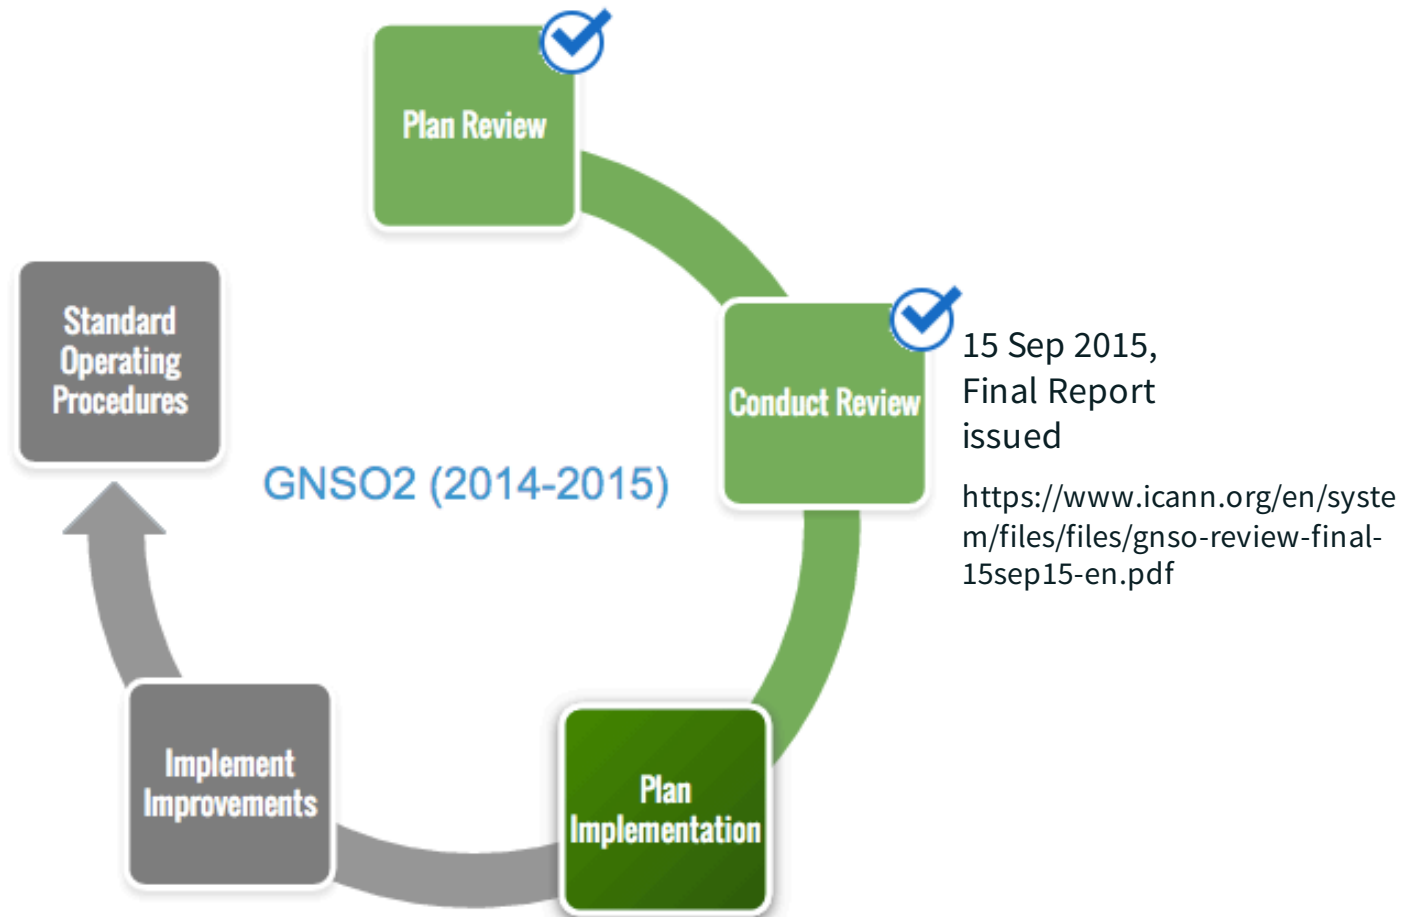 Plan Review
Conduct Review
15 Sep 2015,
Final Report
issued
https://www.icann.org/en/syste
m/files/files/gnso-review-final-
15sep15-en.pdf
Standard
Operating
Procedures
GNSO2 (2014-2015)
Implement
Improvements
Plan
Implementation